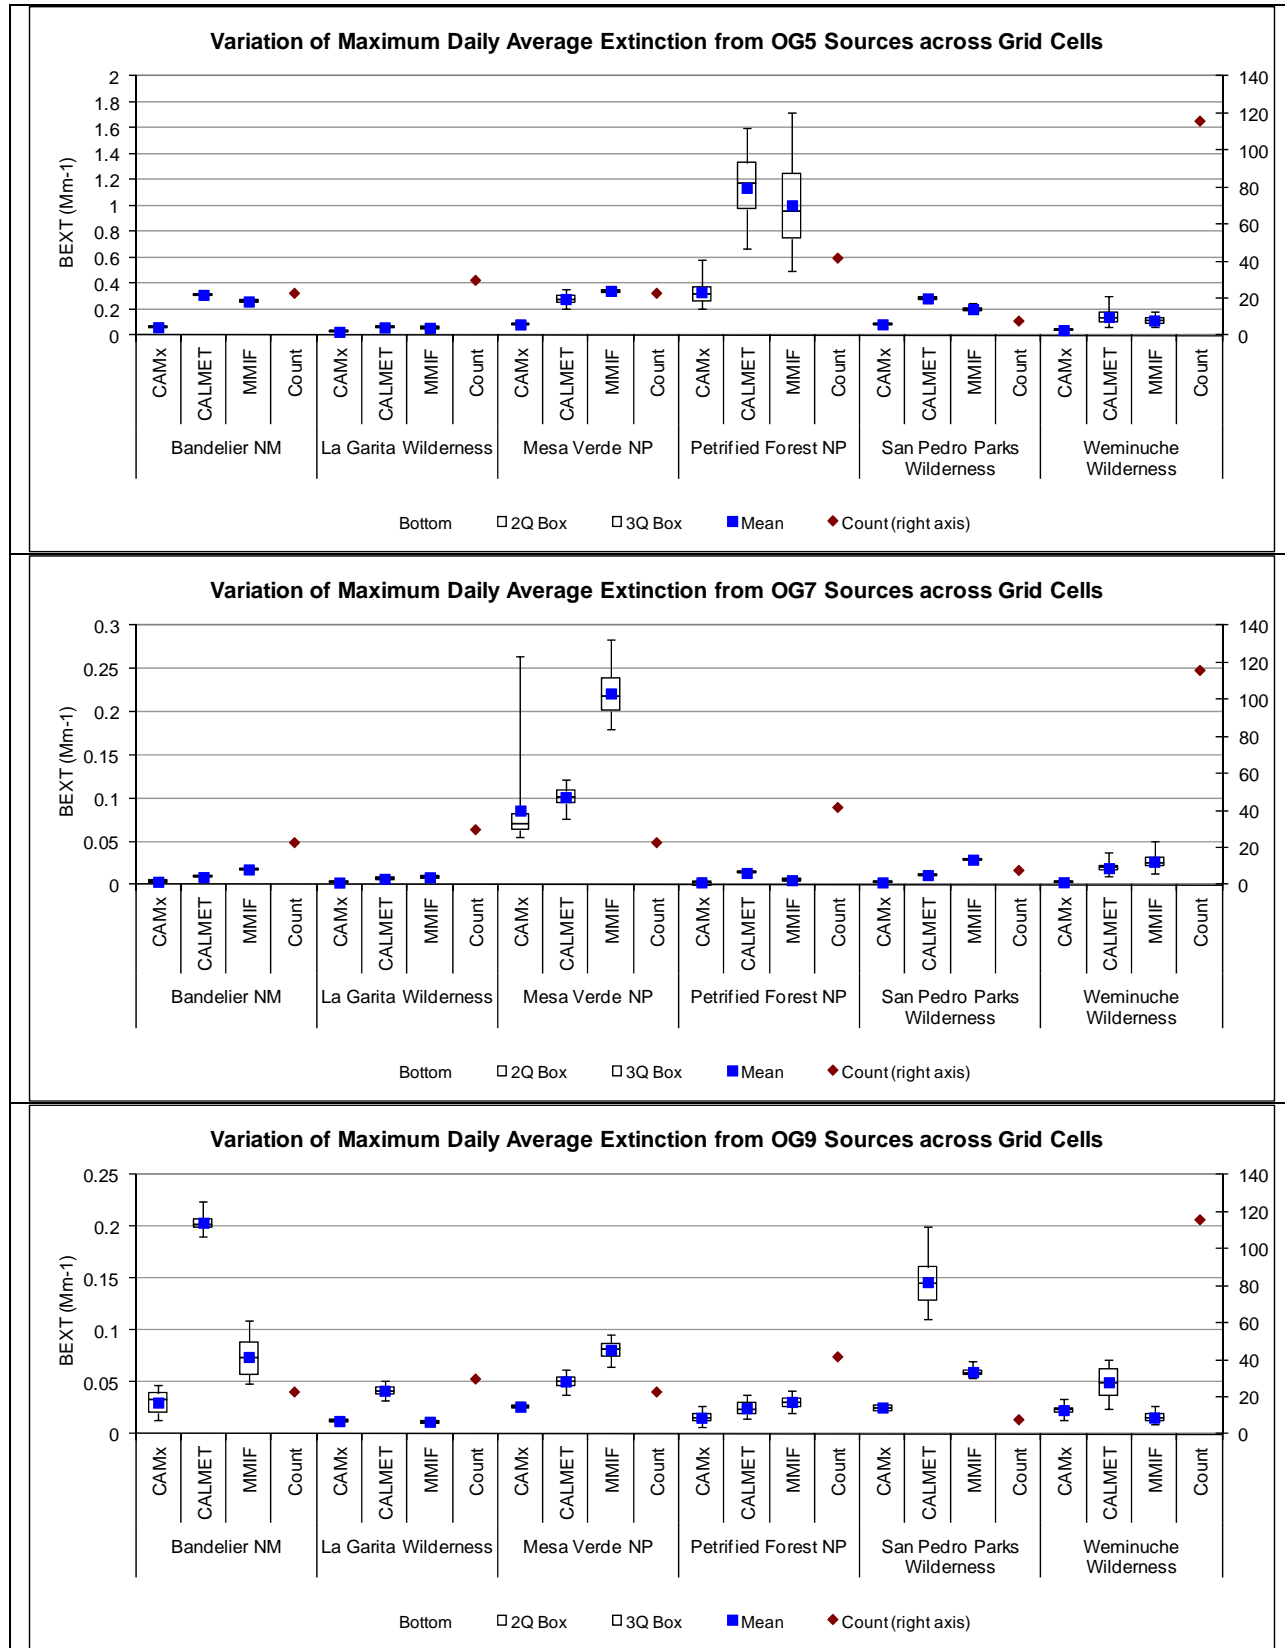 Variation of Maximum Daily Average Extinction from OG5 Sources across Grid Cells
2 140
1.8 120
1.6
1.4 100
1.2 80
1
0.8 60
0.6 40
0.4
0.2 20
0 0
BEXT (Mm-1)
CAMx CALMET MMIF Count CAMx CALMET MMIF Count CAMx CALMET MMIF Count CAMx CALMET MMIF Count CAMx CALMET MMIF Count CAMx CALMET MMIF Count
Bandelier NM La Garita Wilderness Mesa Verde NP Petrified Forest NP San Pedro Parks Wilderness Weminuche Wilderness
Bottom 2Q Box 3Q Box Mean Count (right axis)
Variation of Maximum Daily Average Extinction from OG7 Sources across Grid Cells
0.3 140
0.25 120
0.2 100
0.15 80
0.1 60
0.05 40
0 20
0
BEXT (Mm-1)
CAMx CALMET MMIF Count CAMx CALMET MMIF Count CAMx CALMET MMIF Count CAMx CALMET MMIF Count CAMx CALMET MMIF Count CAMx CALMET MMIF Count
Bandelier NM La Garita Wilderness Mesa Verde NP Petrified Forest NP San Pedro Parks Wilderness Weminuche Wilderness
Bottom 2Q Box 3Q Box Mean Count (right axis)
Variation of Maximum Daily Average Extinction from OG9 Sources across Grid Cells
0.25 140
0.2 120
0.15 100
0.1 80
0.05 60
0 40
20
0
BEXT (Mm-1)
CAMx CALMET MMIF Count CAMx CALMET MMIF Count CAMx CALMET MMIF Count CAMx CALMET MMIF Count CAMx CALMET MMIF Count CAMx CALMET MMIF Count
Bandelier NM La Garita Wilderness Mesa Verde NP Petrified Forest NP San Pedro Parks Wilderness Weminuche Wilderness
Bottom 2Q Box 3Q Box Mean Count (right axis)